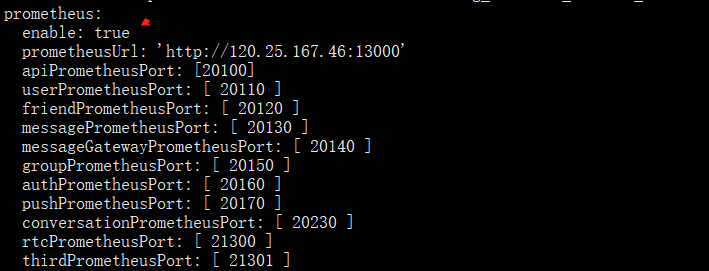 prometheus:
enable: true
prometheusUrl: 'http://120.25.167.46:13000'
apiPrometheusPort: [20100]
userPrometheusPort: [ 20110 ]
friendPrometheusPort: [ 20120 ]
messagePrometheusPort: [ 20130 ]
messageGatewayPrometheusPort: [ 20140 ]
groupPrometheusPort: [ 20150 ]
authPrometheusPort: [ 20160 ]
pushPrometheusPort: [ 20170 ]
conversationPrometheusPort: [ 20230 ]
rtcPrometheusPort: [ 21300 ]
thirdPrometheusPort: [ 21301 ]